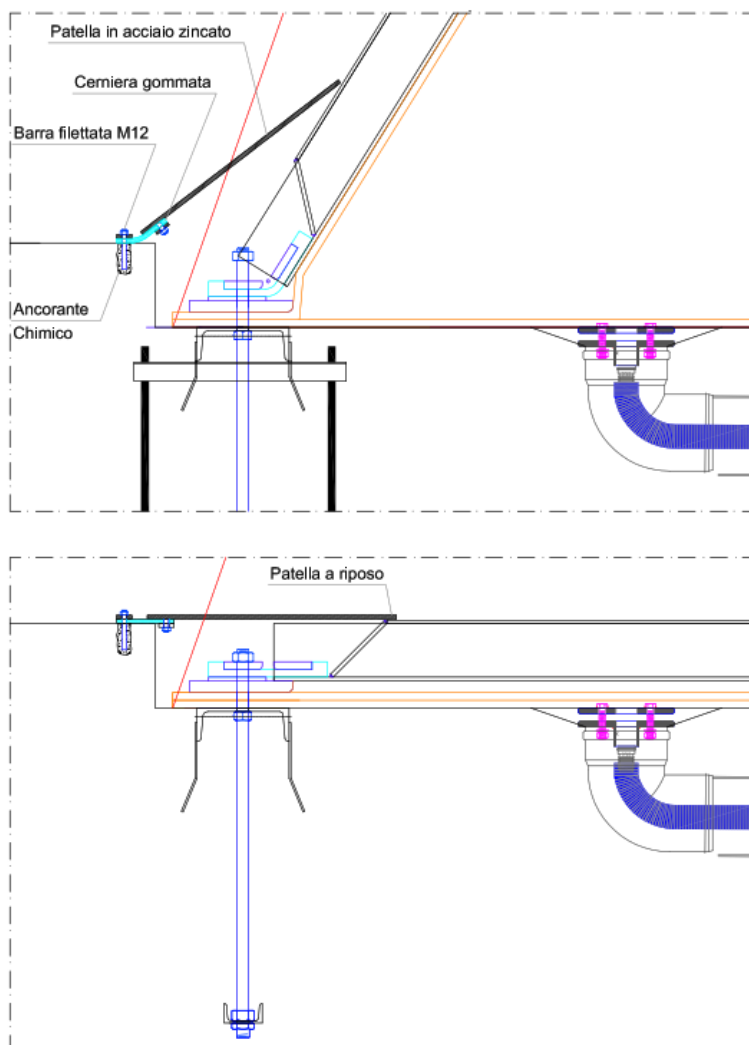 Patella in acciaio zincato
Cerniera gommata
Barra filettata M12
Ancorante
Chimico
Patella a riposo